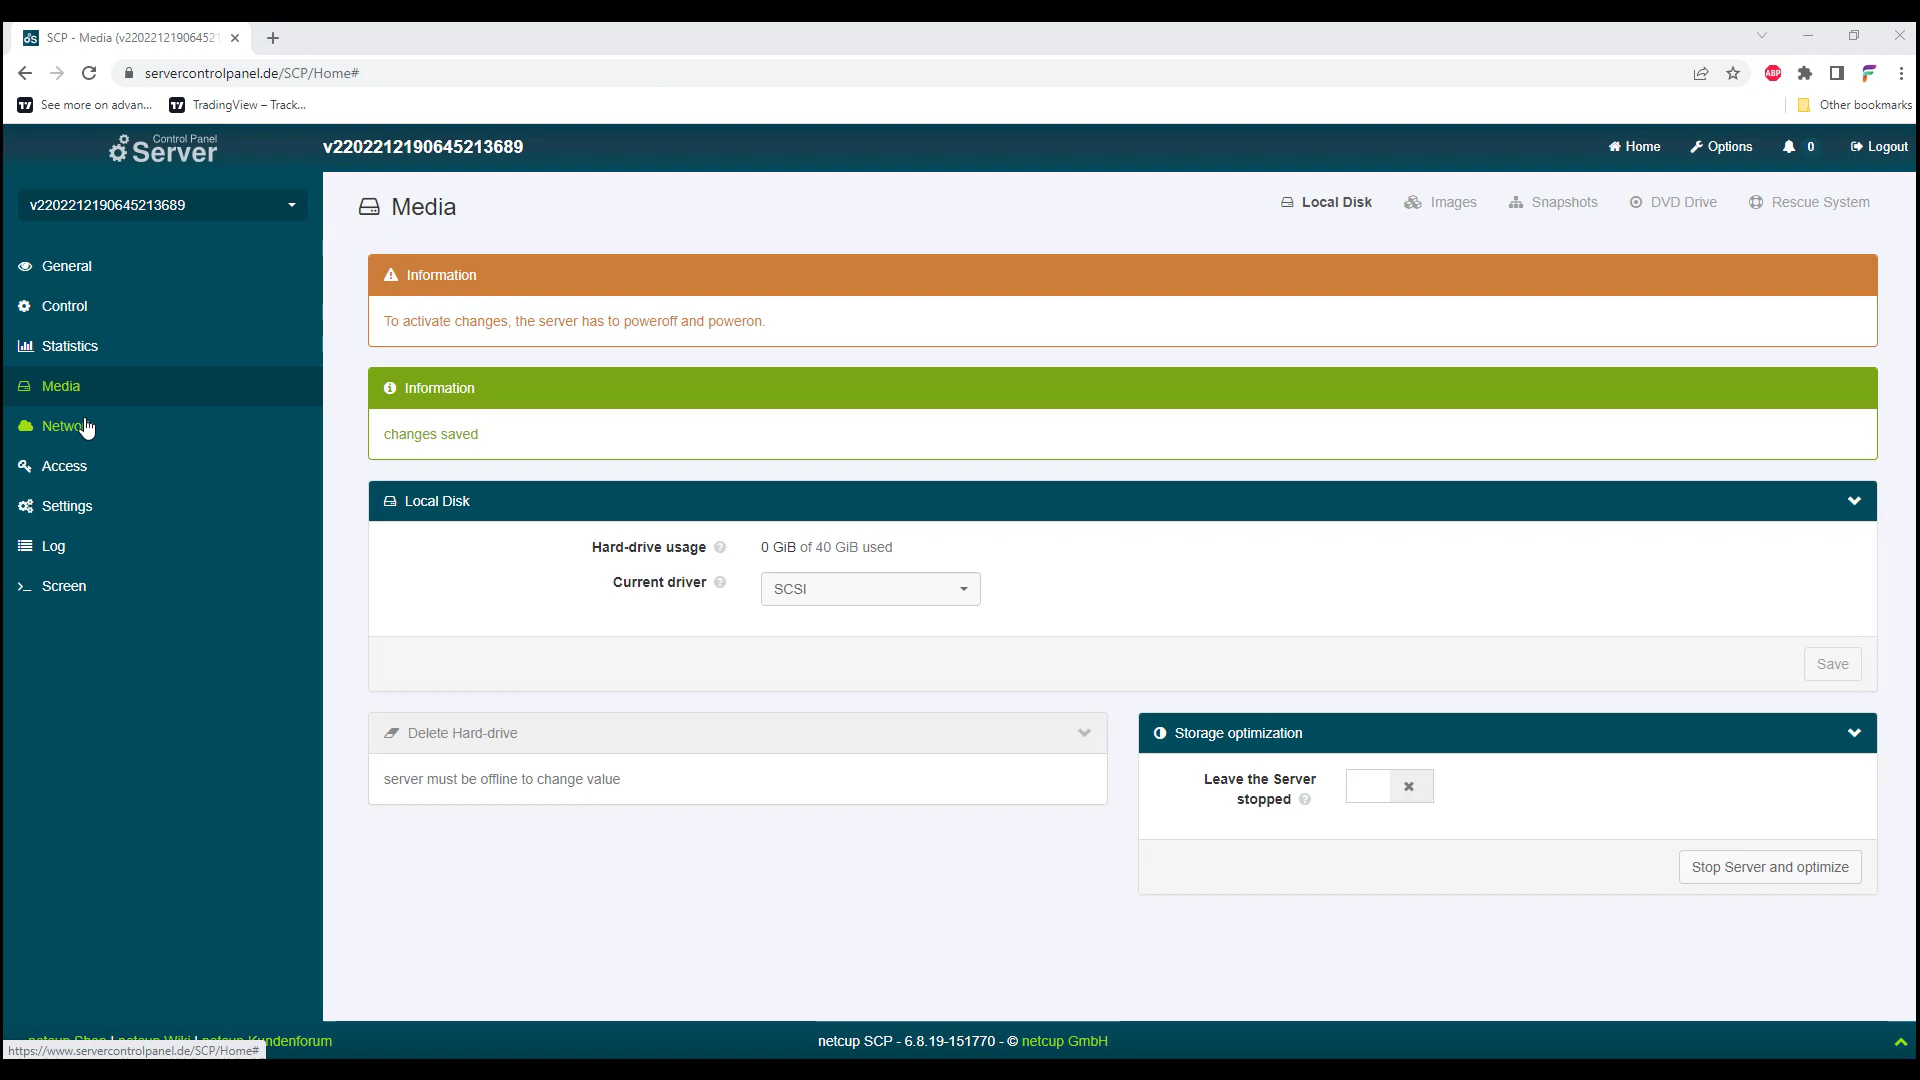 SCP - Media (v220221219064521
servercontrolpanel.de/SCP/Home#
ABP
See more on advan...
TradingView – Track...
Other bookmarks
Control Panel
Server
v2202212190645213689
Home
Options
0
Logout
v2202212190645213689
Media
Local Disk
Images
Snapshots
DVD Drive
Rescue System
General
Control
Statistics
Media
Netwo
Access
Settings
Log
Screen
Information
To activate changes, the server has to poweroff and poweron.
Information
changes saved
Local Disk
Hard-drive usage
0 GiB of 40 GiB used
Current driver
SCSI
Save
Delete Hard-drive
server must be offline to change value
Storage optimization
Leave the Server
stopped
Stop Server and optimize
netcup Shop | netcup Wiki | netcup Kundenforum
netcup SCP - 6.8.19-151770 - © netcup GmbH
https://www.servercontrolpanel.de/SCP/Home#